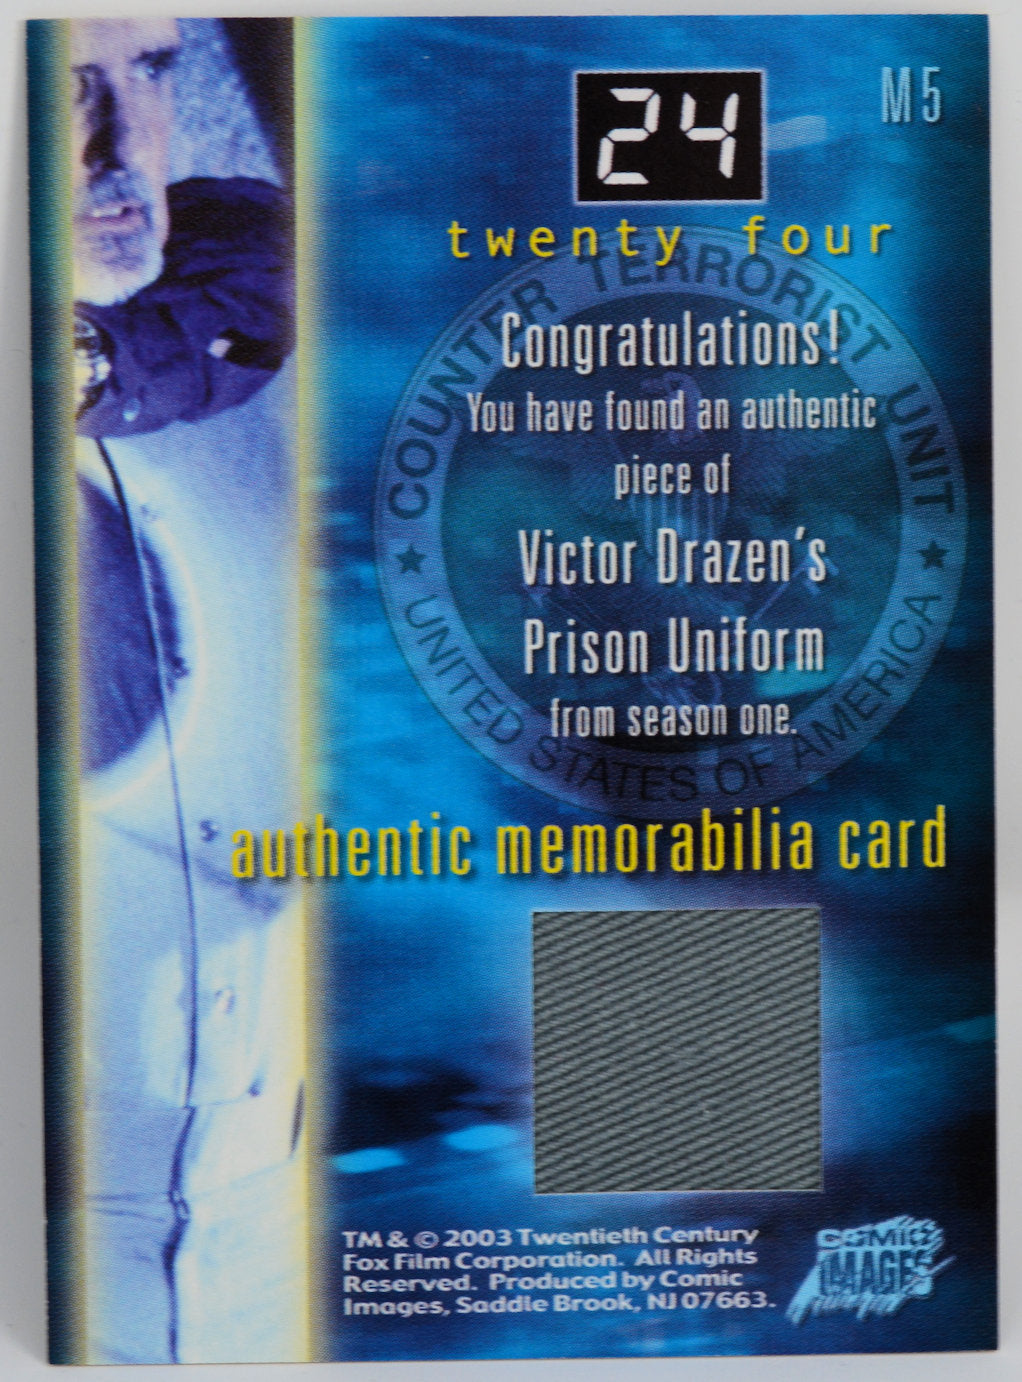 M5
24
twenty four
COUNTER TERRORIST UNIT
Congratulations!
You have found an authentic
piece of
Victor Drazen's
Prison Uniform
from season one.
★ UNITED STATES OF AMERICA ★
authentic memorabilia card
TM & © 2003 Twentieth Century
Fox Film Corporation. All Rights
Reserved. Produced by Comic
Images, Saddle Brook, NJ 07663.
COMIC
IMAGES